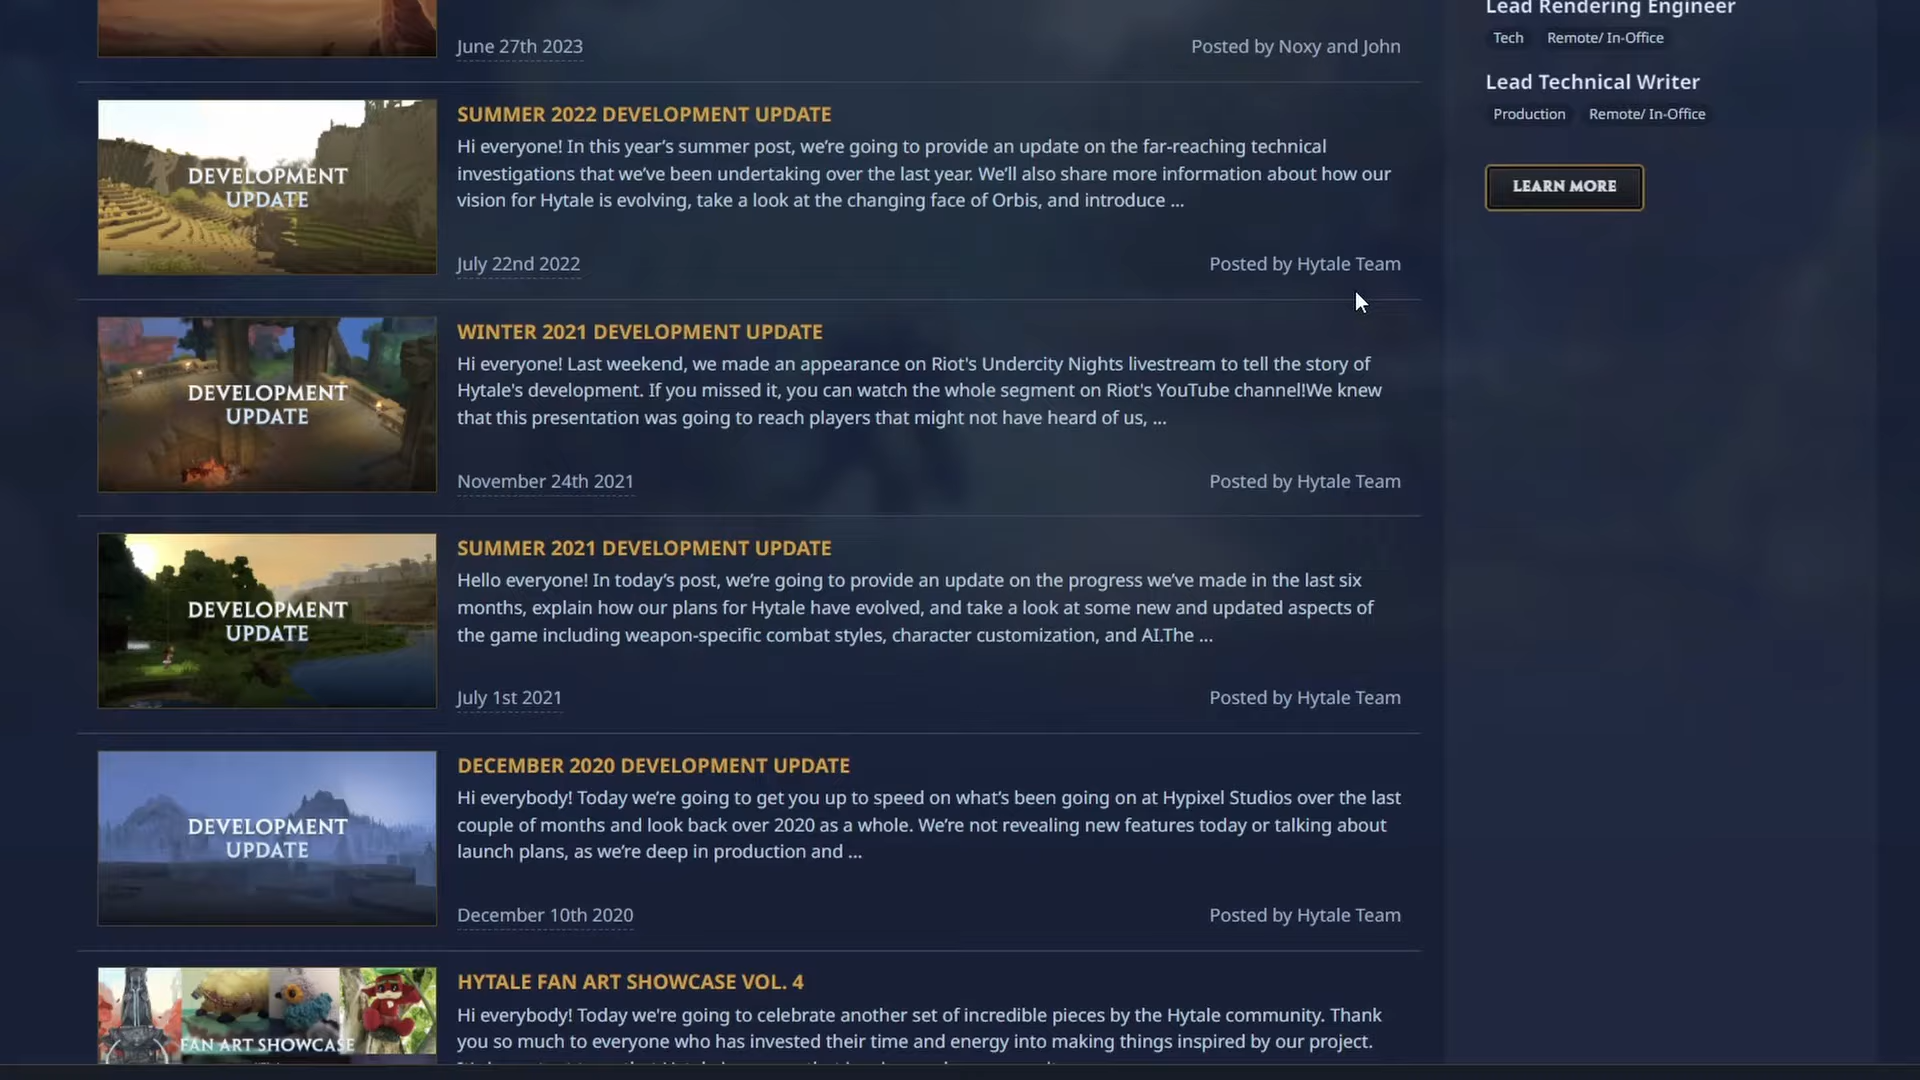 June 27th 2023
Posted by Noxy and John
DEVELOPMENT
UPDATE
SUMMER 2022 DEVELOPMENT UPDATE
Hi everyone! In this year’s summer post, we’re going to provide an update on the far-reaching technical
investigations that we’ve been undertaking over the last year. We’ll also share more information about how our
vision for Hytale is evolving, take a look at the changing face of Orbis, and introduce ...
July 22nd 2022
Posted by Hytale Team
DEVELOPMENT
UPDATE
WINTER 2021 DEVELOPMENT UPDATE
Hi everyone! Last weekend, we made an appearance on Riot's Undercity Nights livestream to tell the story of
Hytale's development. If you missed it, you can watch the whole segment on Riot's YouTube channel!We knew
that this presentation was going to reach players that might not have heard of us, ...
November 24th 2021
Posted by Hytale Team
DEVELOPMENT
UPDATE
SUMMER 2021 DEVELOPMENT UPDATE
Hello everyone! In today’s post, we’re going to provide an update on the progress we’ve made in the last six
months, explain how our plans for Hytale have evolved, and take a look at some new and updated aspects of
the game including weapon-specific combat styles, character customization, and AI.The ...
July 1st 2021
Posted by Hytale Team
DEVELOPMENT
UPDATE
DECEMBER 2020 DEVELOPMENT UPDATE
Hi everybody! Today we’re going to get you up to speed on what’s been going on at Hypixel Studios over the last
couple of months and look back over 2020 as a whole. We’re not revealing new features today or talking about
launch plans, as we’re deep in production and ...
December 10th 2020
Posted by Hytale Team
FAN ART SHOWCASE
HYTALE FAN ART SHOWCASE VOL. 4
Hi everybody! Today we're going to celebrate another set of incredible pieces by the Hytale community. Thank
you so much to everyone who has invested their time and energy into making things inspired by our project.
Lead Rendering Engineer
Tech
Remote/ In-Office
Lead Technical Writer
Production
Remote/ In-Office
LEARN MORE